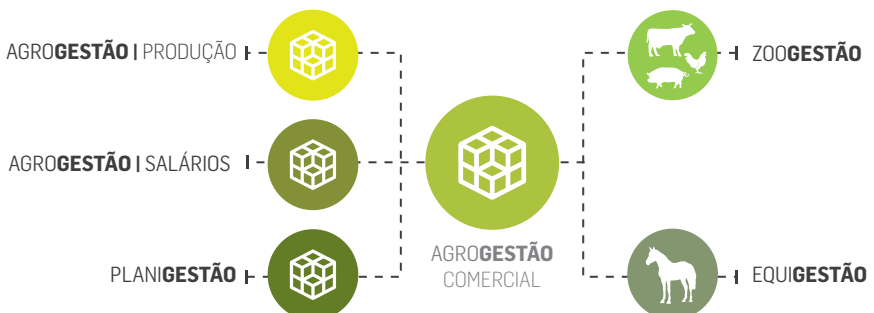 AGROGESTÃO | PRODUÇÃO
ZOOGESTÃO
AGROGESTÃO | SALÁRIOS
AGROGESTÃO
COMERCIAL
PLANIGESTÃO
EQUIGESTÃO